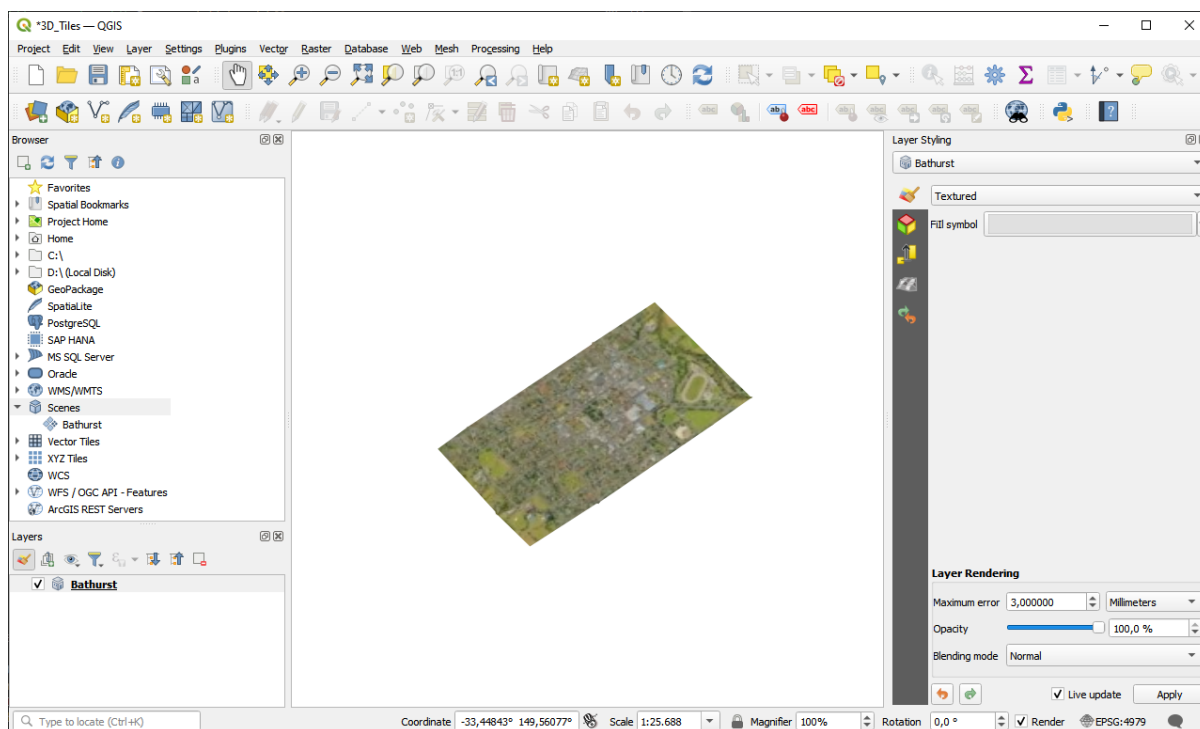 *3D_Tiles — QGIS
Project Edit View Layer Settings Plugins Vector Raster Database Web Mesh Processing Help
Browser
Favorites
Spatial Bookmarks
Project Home
Home
C:\
D:\ (Local Disk)
GeoPackage
SpatiaLite
PostgreSQL
SAP HANA
MS SQL Server
Oracle
WMS/WMTS
Scenes
Bathurst
Vector Tiles
XYZ Tiles
WCS
WFS / OGC API - Features
ArcGIS REST Servers
Layers
Bathurst
Layer Styling
Bathurst
Textured
Fill symbol
Layer Rendering
Maximum error 3,000000 Millimeters
Opacity 100,0 %
Blending mode Normal
Live update Apply
Type to locate (Ctrl+K) Coordinate -33,44843° 149,56077° Scale 1:25.688 Magnifier 100% Rotation 0,0 ° Render EPSG:4979